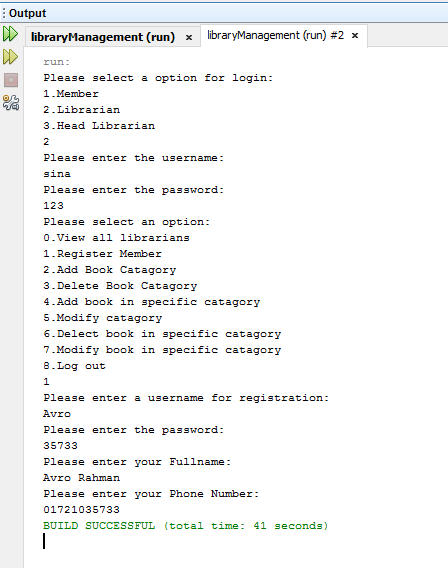 Output
libraryManagement (run) × libraryManagement (run) #2 ×
run:
Please select a option for login:
1.Member
2.Librarian
3.Head Librarian
2
Please enter the username:
sina
Please enter the password:
123
Please select an option:
0.View all librarians
1.Register Member
2.Add Book Catagory
3.Delete Book Catagory
4.Add book in specific catagory
5.Modify catagory
6.Delect book in specific catagory
7.Modify book in specific catagory
8.Log out
1
Please enter a username for registration:
Avro
Please enter the password:
35733
Please enter your Fullname:
Avro Rahman
Please enter your Phone Number:
01721035733
BUILD SUCCESSFUL (total time: 41 seconds)